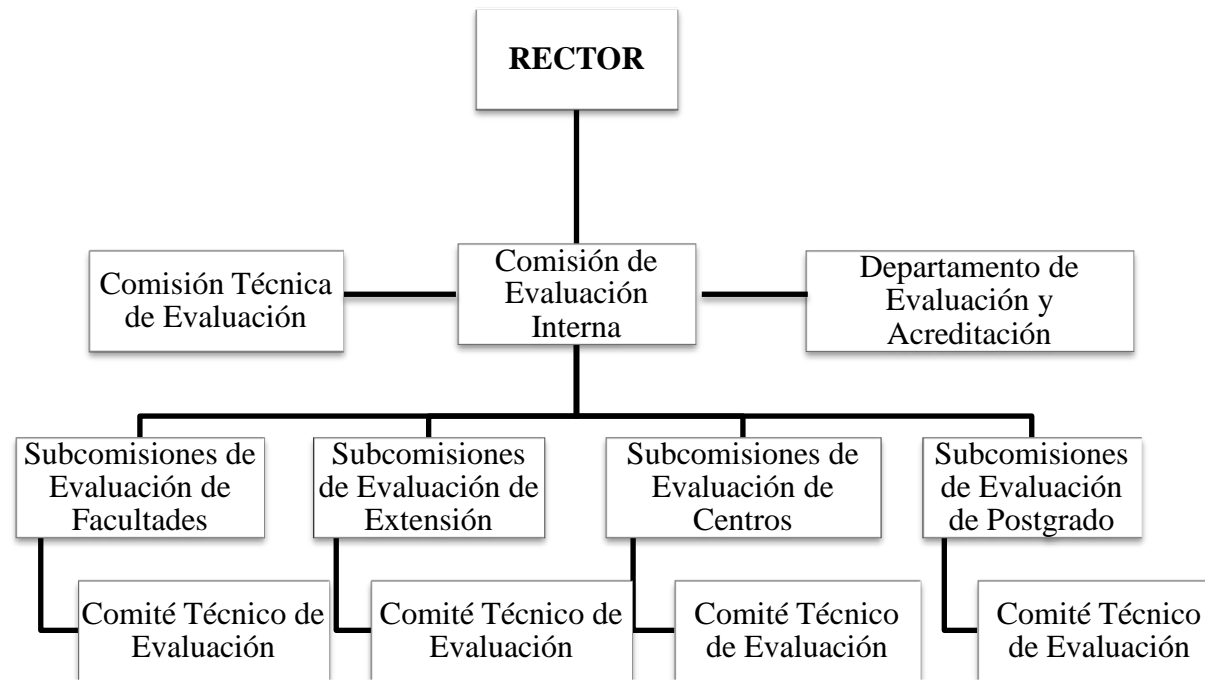 RECTOR
Comisión Técnica
de Evaluación
Comisión de
Evaluación
Interna
Departamento de
Evaluación y
Acreditación
Subcomisiones de
Evaluación de
Facultades
Subcomisiones
de Evaluación de
Extensión
Subcomisiones de
Evaluación de
Centros
Subcomisiones
de Evaluación
de Postgrado
Comité Técnico de
Evaluación
Comité Técnico de
Evaluación
Comité Técnico
de Evaluación
Comité Técnico
de Evaluación